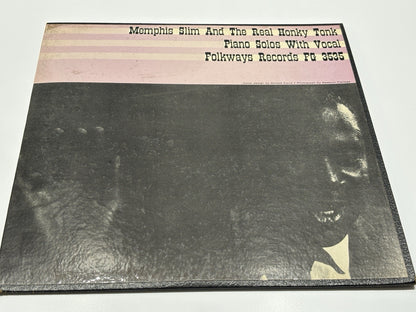 Memphis Slim And The Real Honky Tonk
Piano Solos With Vocal
Folkways Records FG 3535